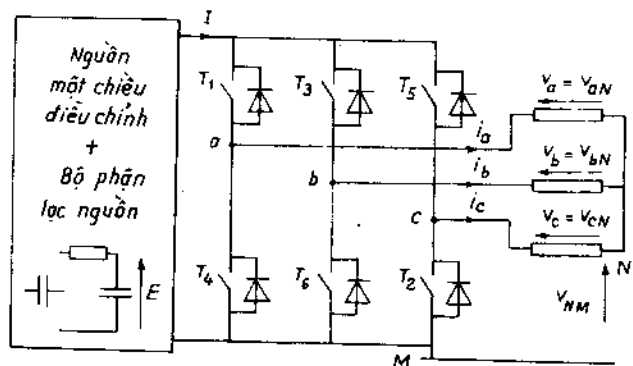 Nguồn
một chiều
điều chỉnh
+
Bộ phận
lọc nguồn
E
I
T1
T3
T5
a
b
c
ia
ib
ic
va = vaN
vb = vbN
vc = vcN
N
vNM
T4
T6
T2
M